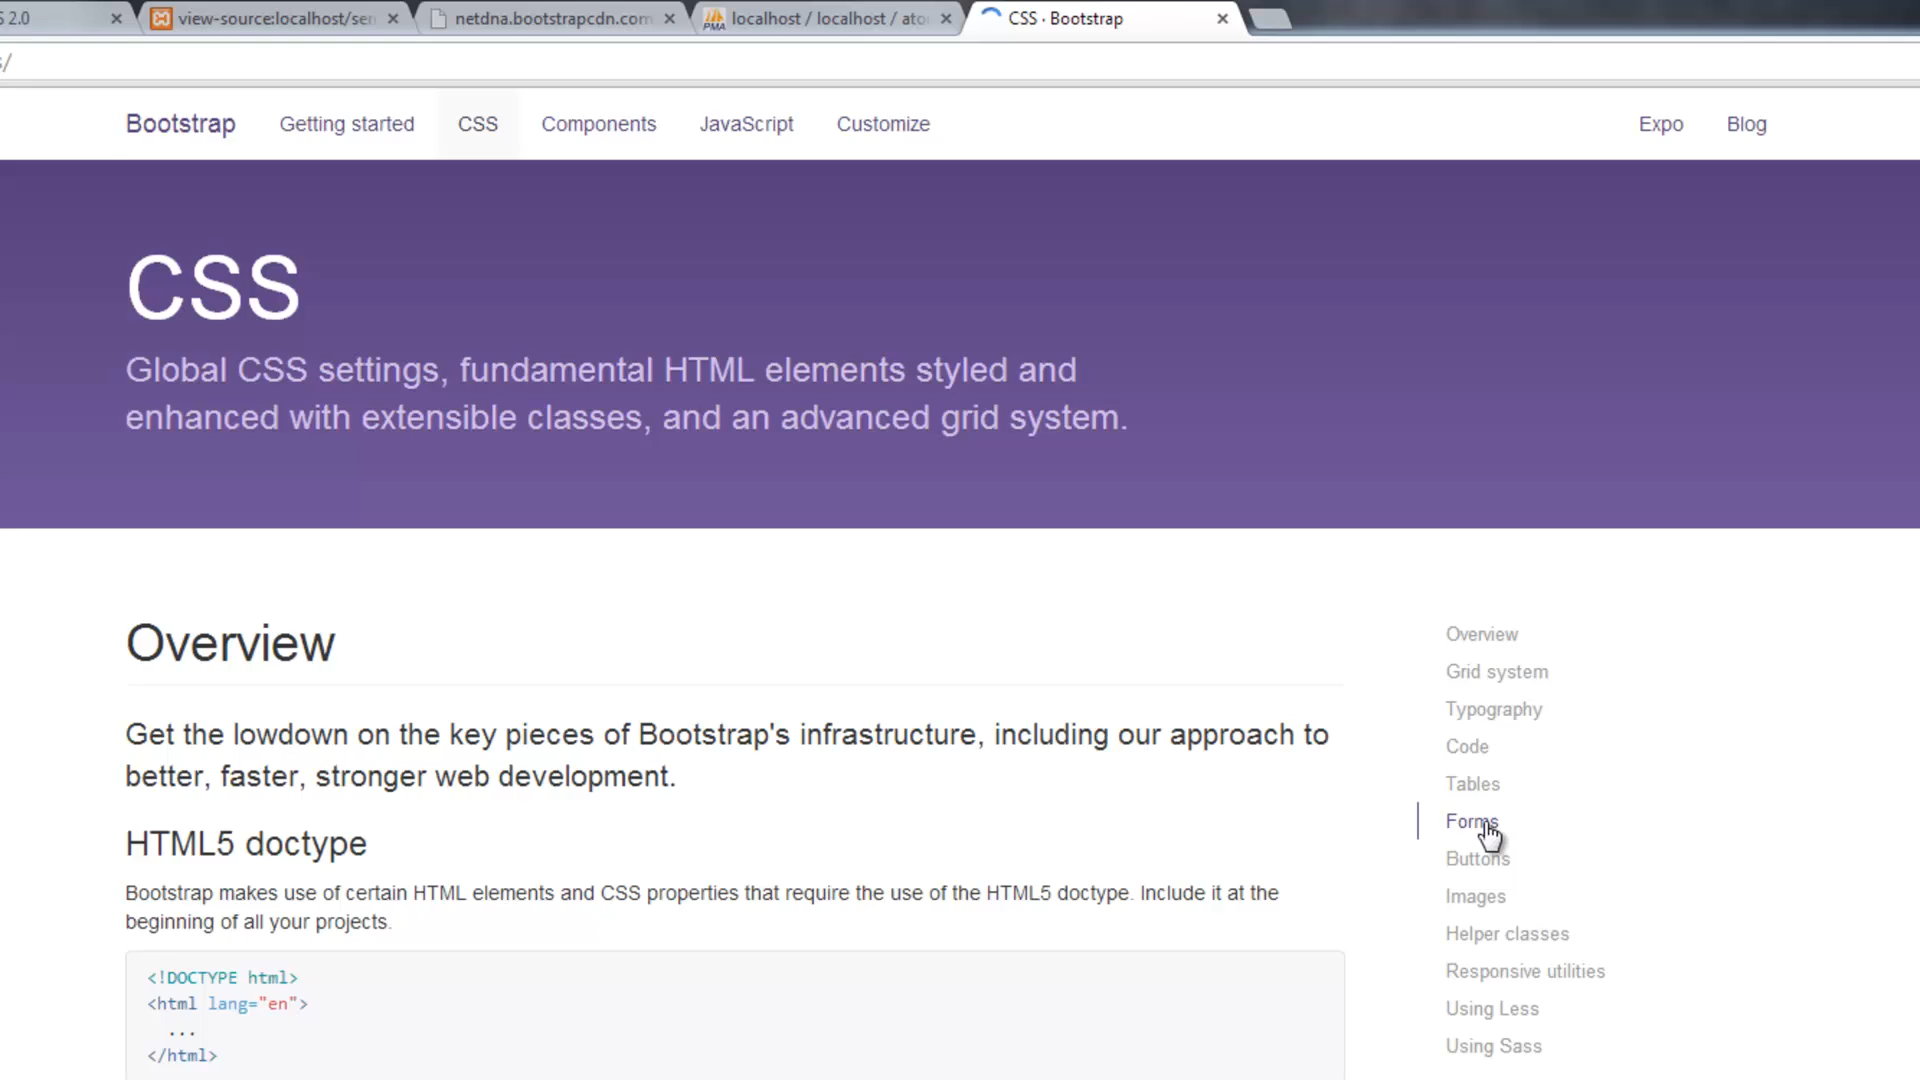 S 2.0
view-source:localhost/ser
netdna.bootstrapcdn.com
PMA
localhost / localhost / ato
CSS · Bootstrap
s/
Bootstrap
Getting started
CSS
Components
JavaScript
Customize
Expo
Blog
CSS
Global CSS settings, fundamental HTML elements styled and
enhanced with extensible classes, and an advanced grid system.
Overview
Get the lowdown on the key pieces of Bootstrap's infrastructure, including our approach to
better, faster, stronger web development.
HTML5 doctype
Bootstrap makes use of certain HTML elements and CSS properties that require the use of the HTML5 doctype. Include it at the
beginning of all your projects.
<!DOCTYPE html>
<html lang="en">
...
</html>
Overview
Grid system
Typography
Code
Tables
Forms
Buttons
Images
Helper classes
Responsive utilities
Using Less
Using Sass